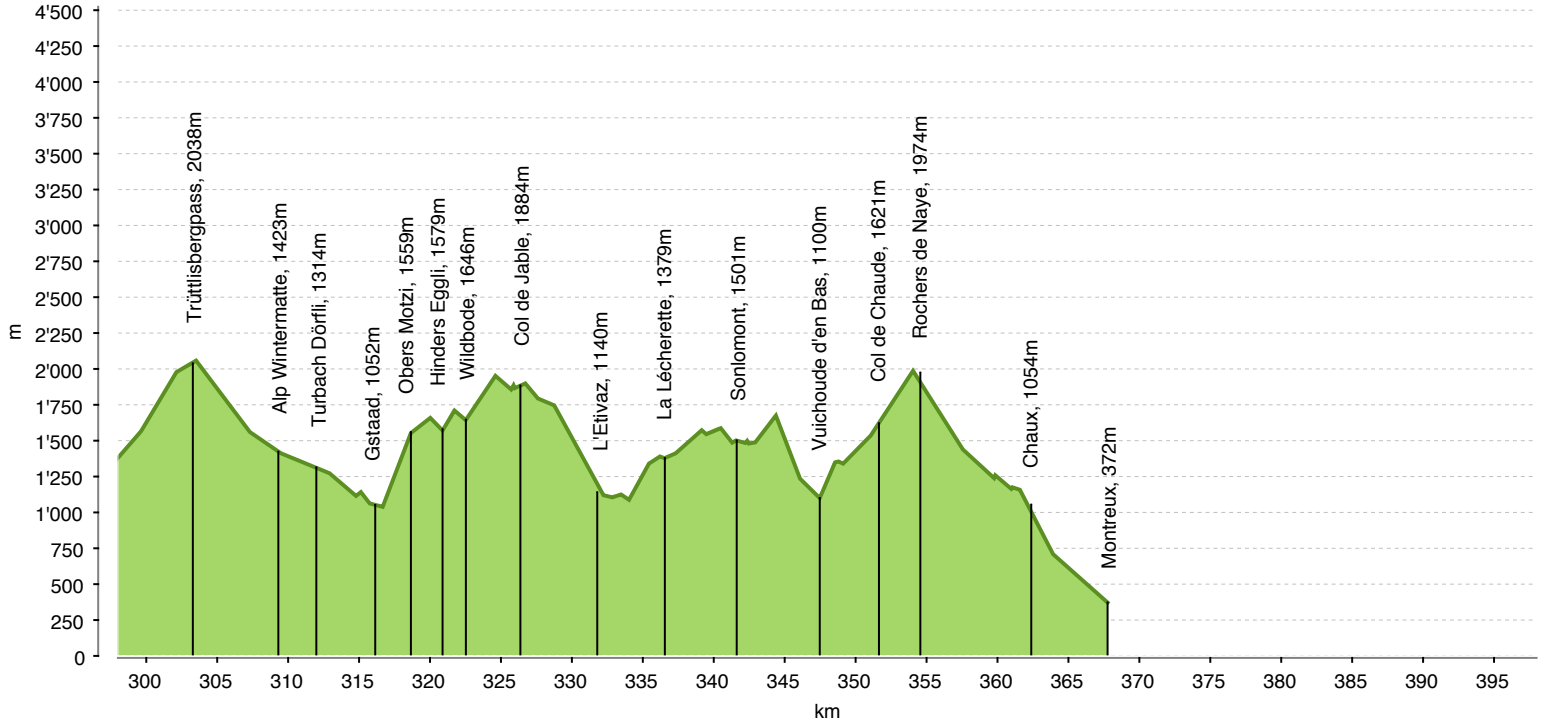 4'500
4'250
4'000
3'750
3'500
3'250
3'000
2'750
2'500
2'250
2'000
1'750
1'500
1'250
1'000
750
500
250
0
m
Trüttlisbergpass, 2038m
Alp Wintermatte, 1423m
Turbach Dörfli, 1314m
Gstaad, 1052m
Obers Motzi, 1559m
Hinders Eggli, 1579m
Wildbode, 1646m
Col de Jable, 1884m
L'Etivaz, 1140m
La Lécherette, 1379m
Sonlomont, 1501m
Vuichoude d'en Bas, 1100m
Col de Chaude, 1621m
Rochers de Naye, 1974m
Chaux, 1054m
Montreux, 372m
300 305 310 315 320 325 330 335 340 345 350 355 360 365 370 375 380 385 390 395
km